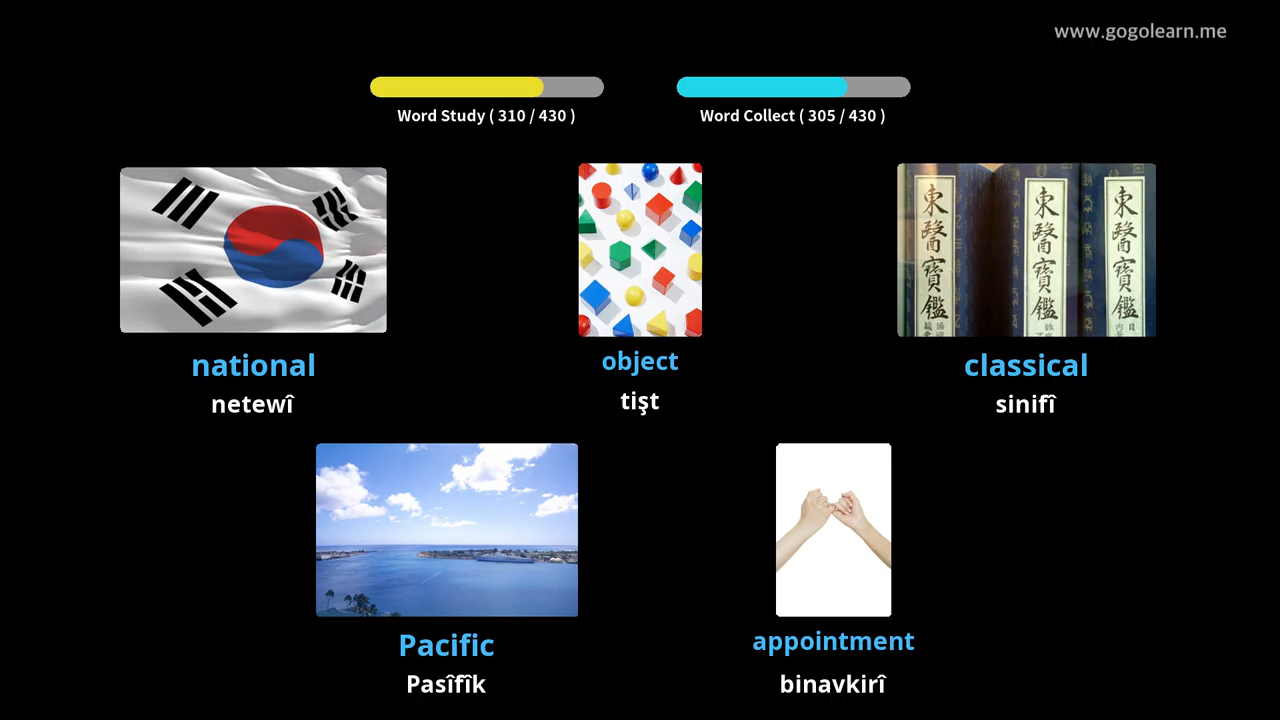 www.gogolearn.me
Word Study ( 310 / 430 )
Word Collect ( 305 / 430 )
東醫寶鑑
東醫寶鑑
東醫寶鑑
national
object
classical
netewî
tişt
sinifî
Pacific
appointment
Pasîfîk
binavkirî